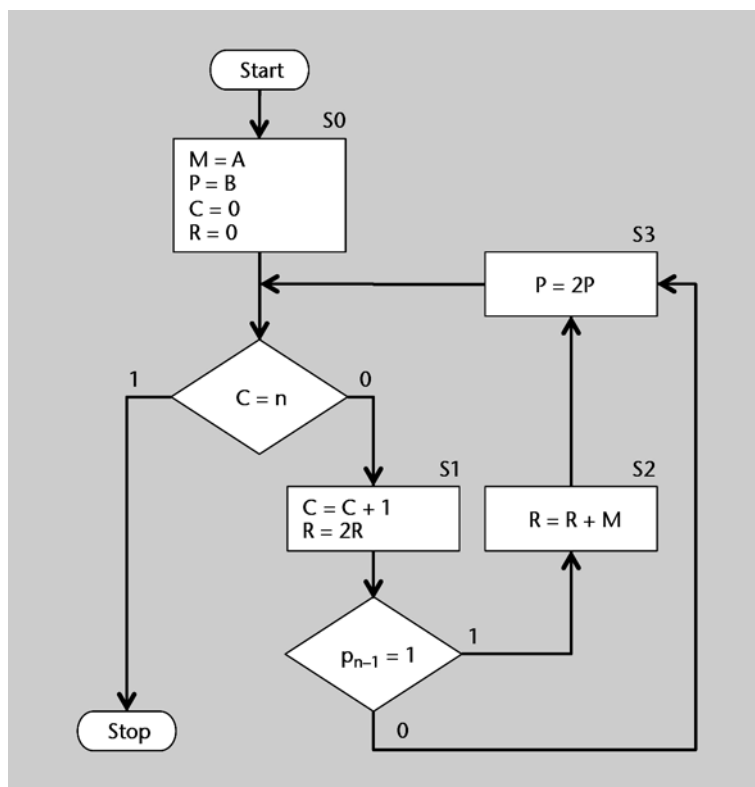 Start
S0
M = A
P = B
C = 0
R = 0
S3
P = 2P
1
0
C = n
S1
S2
C = C + 1
R = 2R
R = R + M
1
pn–1 = 1
0
Stop